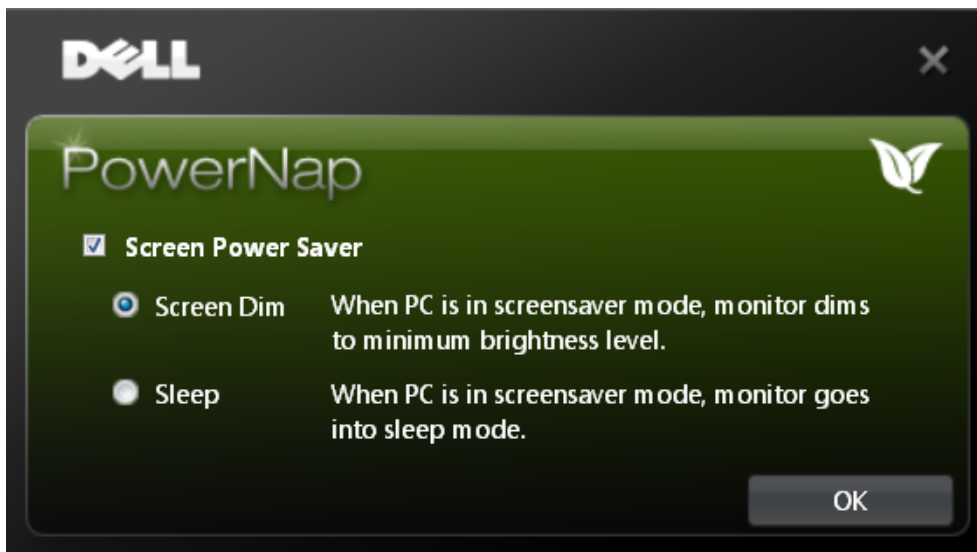 DELL
PowerNap
Screen Power Saver
Screen Dim
When PC is in screensaver mode, monitor dims
to minimum brightness level.
Sleep
When PC is in screensaver mode, monitor goes
into sleep mode.
OK